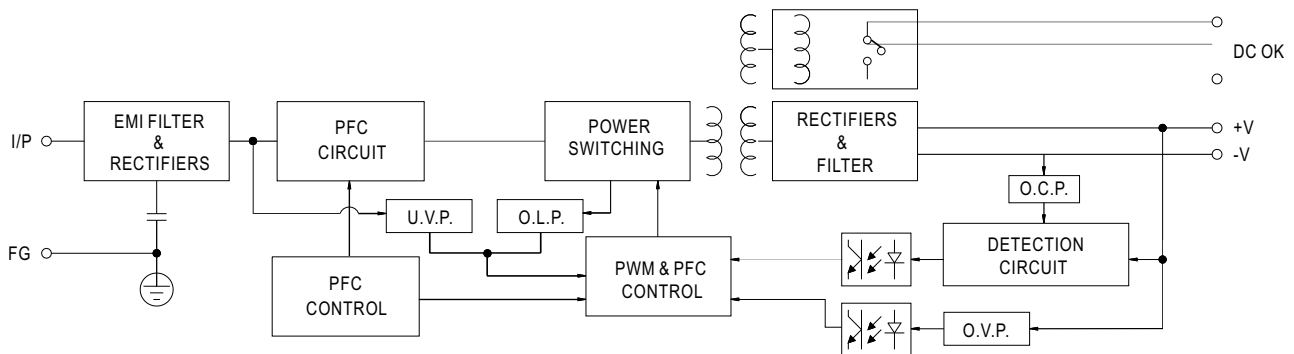 DC OK
I/P
EMI FILTER
&
RECTIFIERS
PFC
CIRCUIT
POWER
SWITCHING
RECTIFIERS
&
FILTER
+V
-V
O.C.P.
U.V.P.
O.L.P.
FG
DETECTION
CIRCUIT
PFC
CONTROL
PWM & PFC
CONTROL
O.V.P.